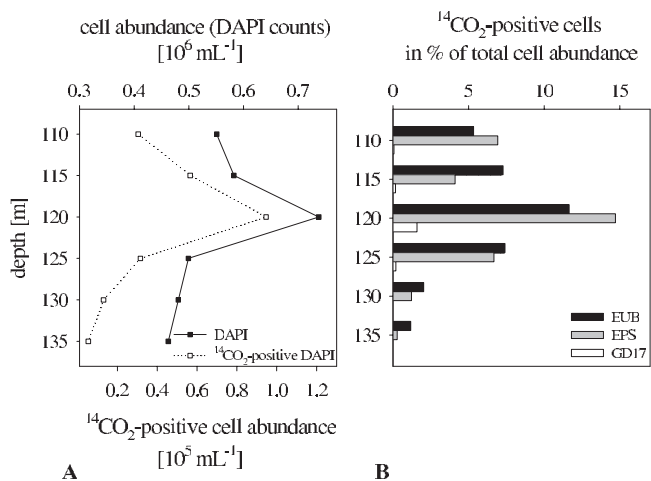 cell abundance (DAPI counts)
[10⁶ mL⁻¹]
0.3 0.4 0.5 0.6 0.7
110
115
120
125
130
135
depth [m]
DAPI
¹⁴CO₂-positive DAPI
0.2 0.4 0.6 0.8 1.0 1.2
¹⁴CO₂-positive cell abundance
[10⁵ mL⁻¹]
A
¹⁴CO₂-positive cells
in % of total cell abundance
0 5 10 15
110
115
120
125
130
135
EUB
EPS
GD17
B